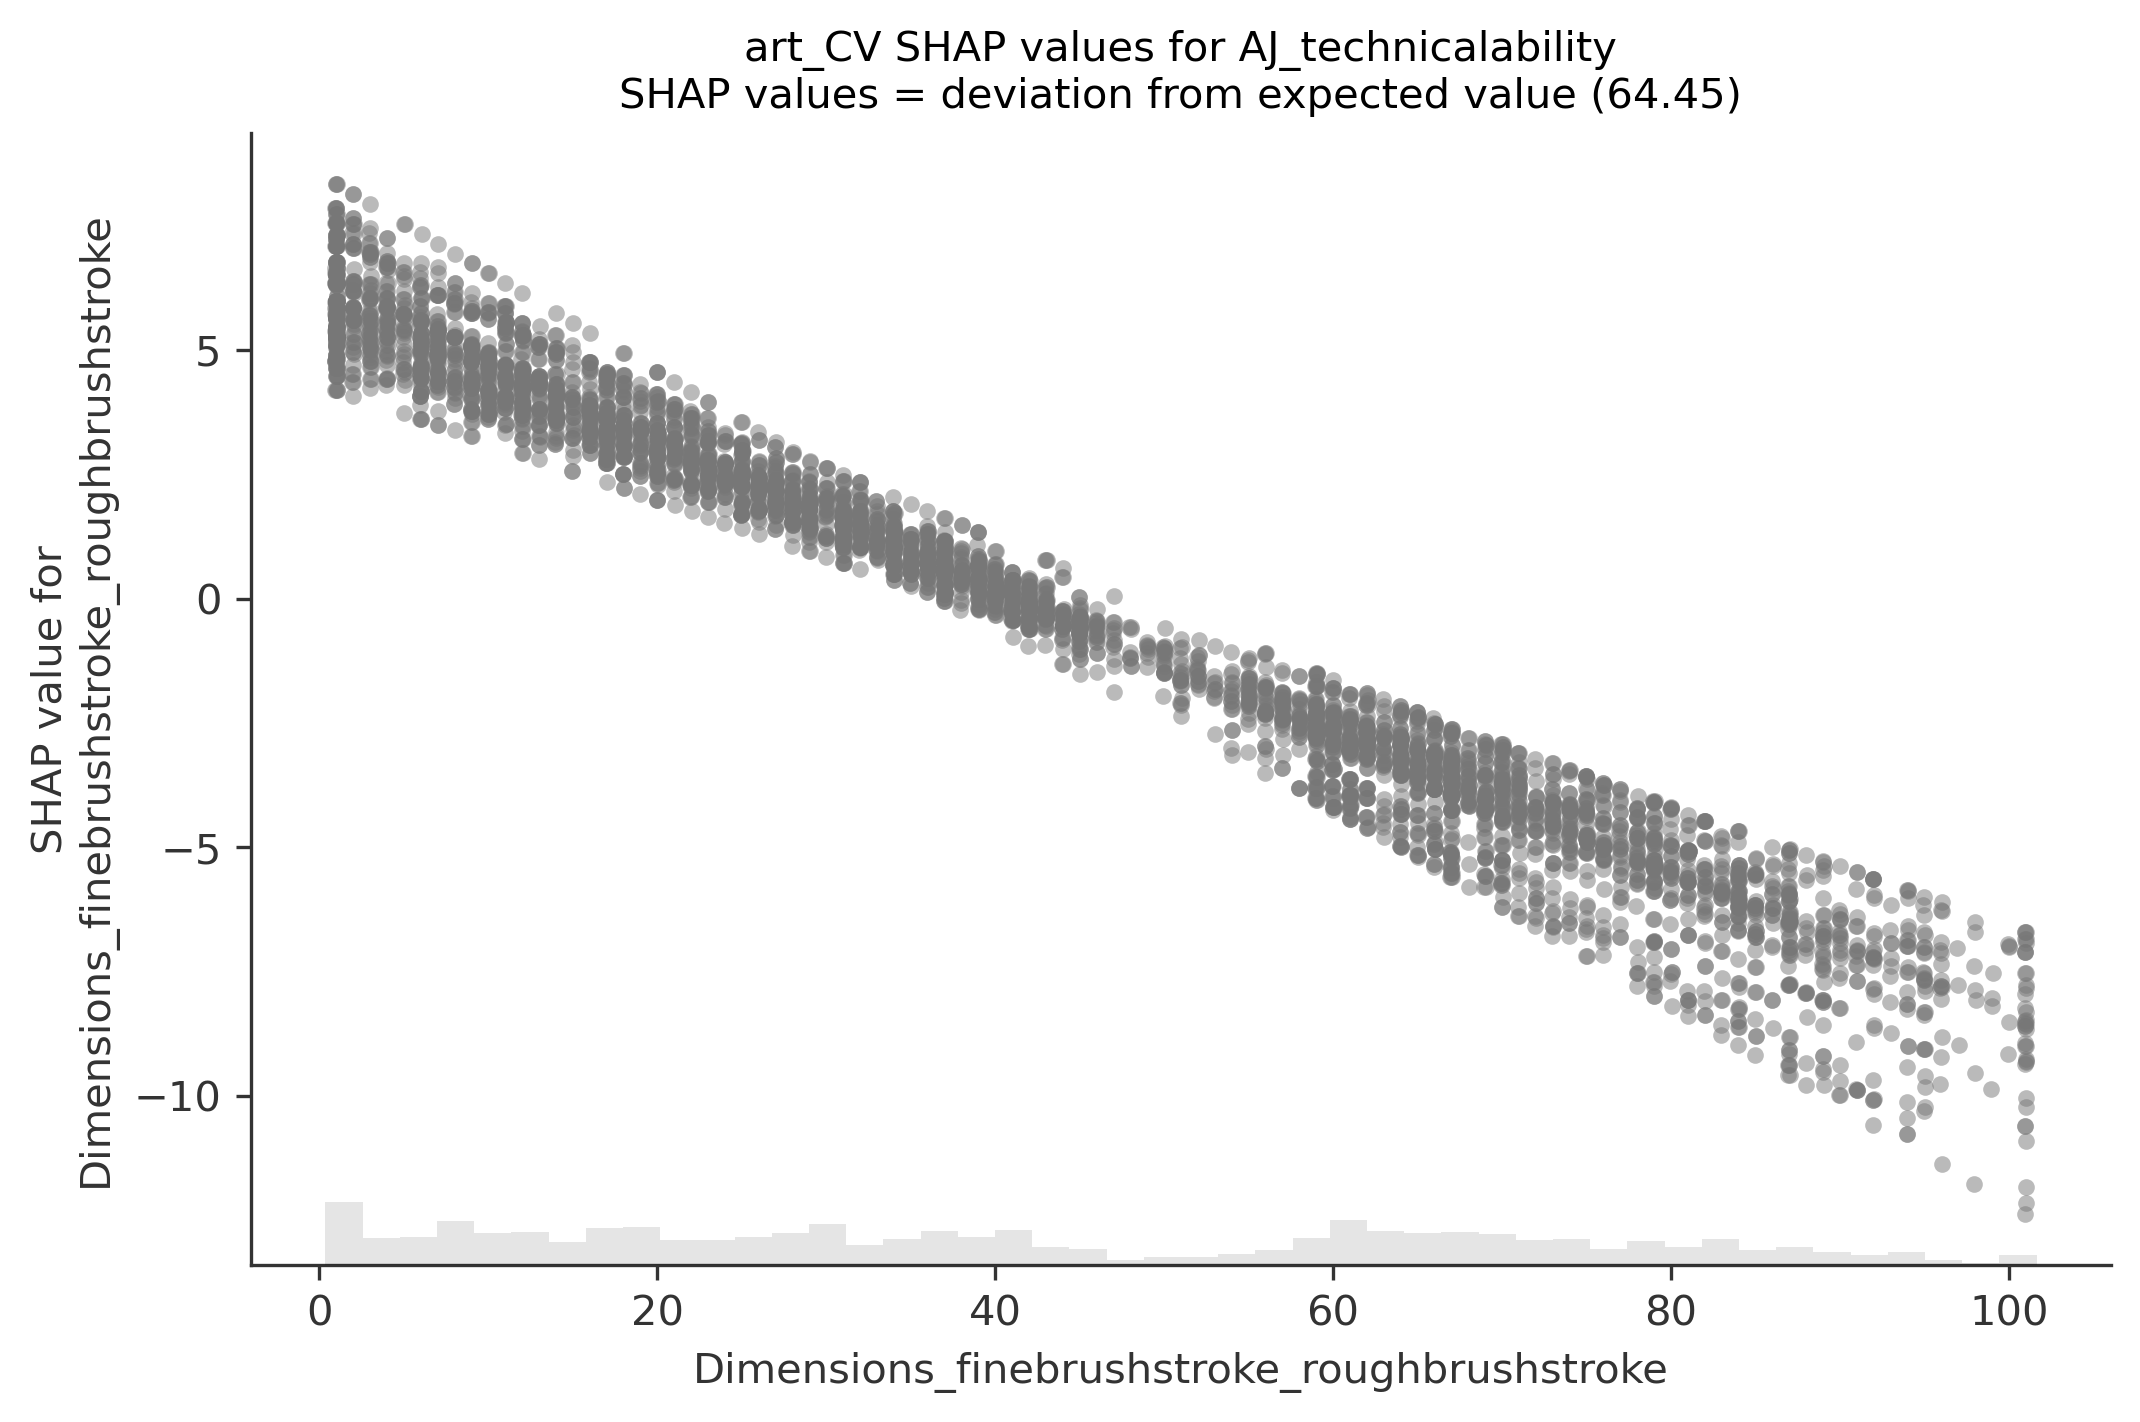 art_CV SHAP values for AJ_technicalability
SHAP values = deviation from expected value (64.45)
SHAP value for
Dimensions_finebrushstroke_roughbrushstroke
5
0
−5
−10
0
20
40
60
80
100
Dimensions_finebrushstroke_roughbrushstroke